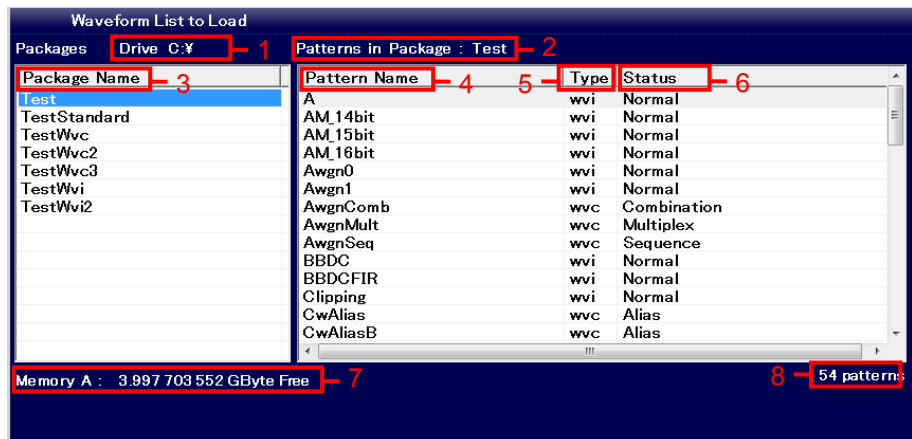 Waveform List to Load
Packages Drive C:¥ 1 Patterns in Package : Test 2
Package Name 3 Pattern Name 4 5 Type Status 6
Test A wvi Normal
TestStandard AM_14bit wvi Normal
TestWvc AM_15bit wvi Normal
TestWvc2 AM_16bit wvi Normal
TestWvc3 Awgn0 wvi Normal
TestWvi Awgn1 wvi Normal
TestWvi2 AwgnComb wvc Combination
AwgnMult wvc Multiplex
AwgnSeq wvc Sequence
BBDC wvi Normal
BBDCFIR wvi Normal
Clipping wvi Normal
CwAlias wvc Alias
CwAliasB wvc Alias
Memory A : 3.997 703 552 GByte Free 7 8 54 patterns